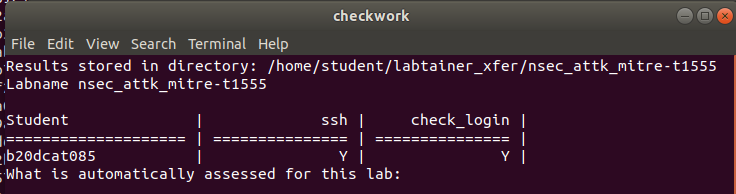 checkwork
File Edit View Search Terminal Help
Results stored in directory: /home/student/labtainer_xfer/nsec_attk_mitre-t1555
Labname nsec_attk_mitre-t1555
Student | ssh | check_login |
==================== | =============== | =============== |
b20dcat085 | Y | Y |
What is automatically assessed for this lab: